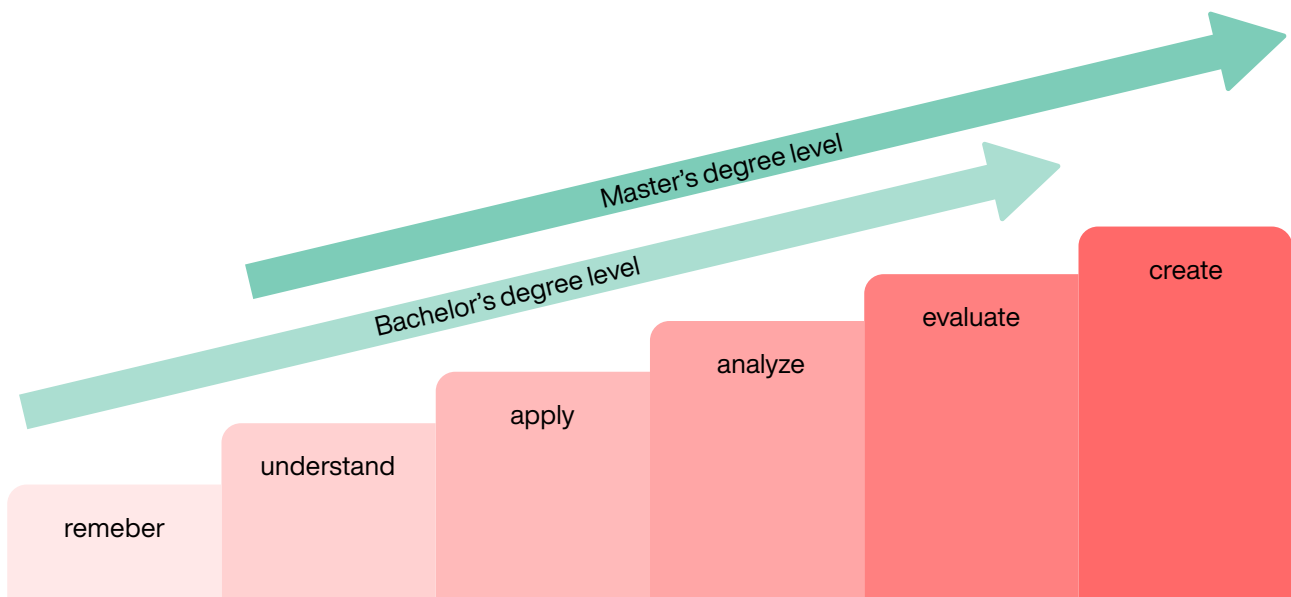 Master's degree level
Bachelor's degree level
create
evaluate
analyze
apply
understand
remeber